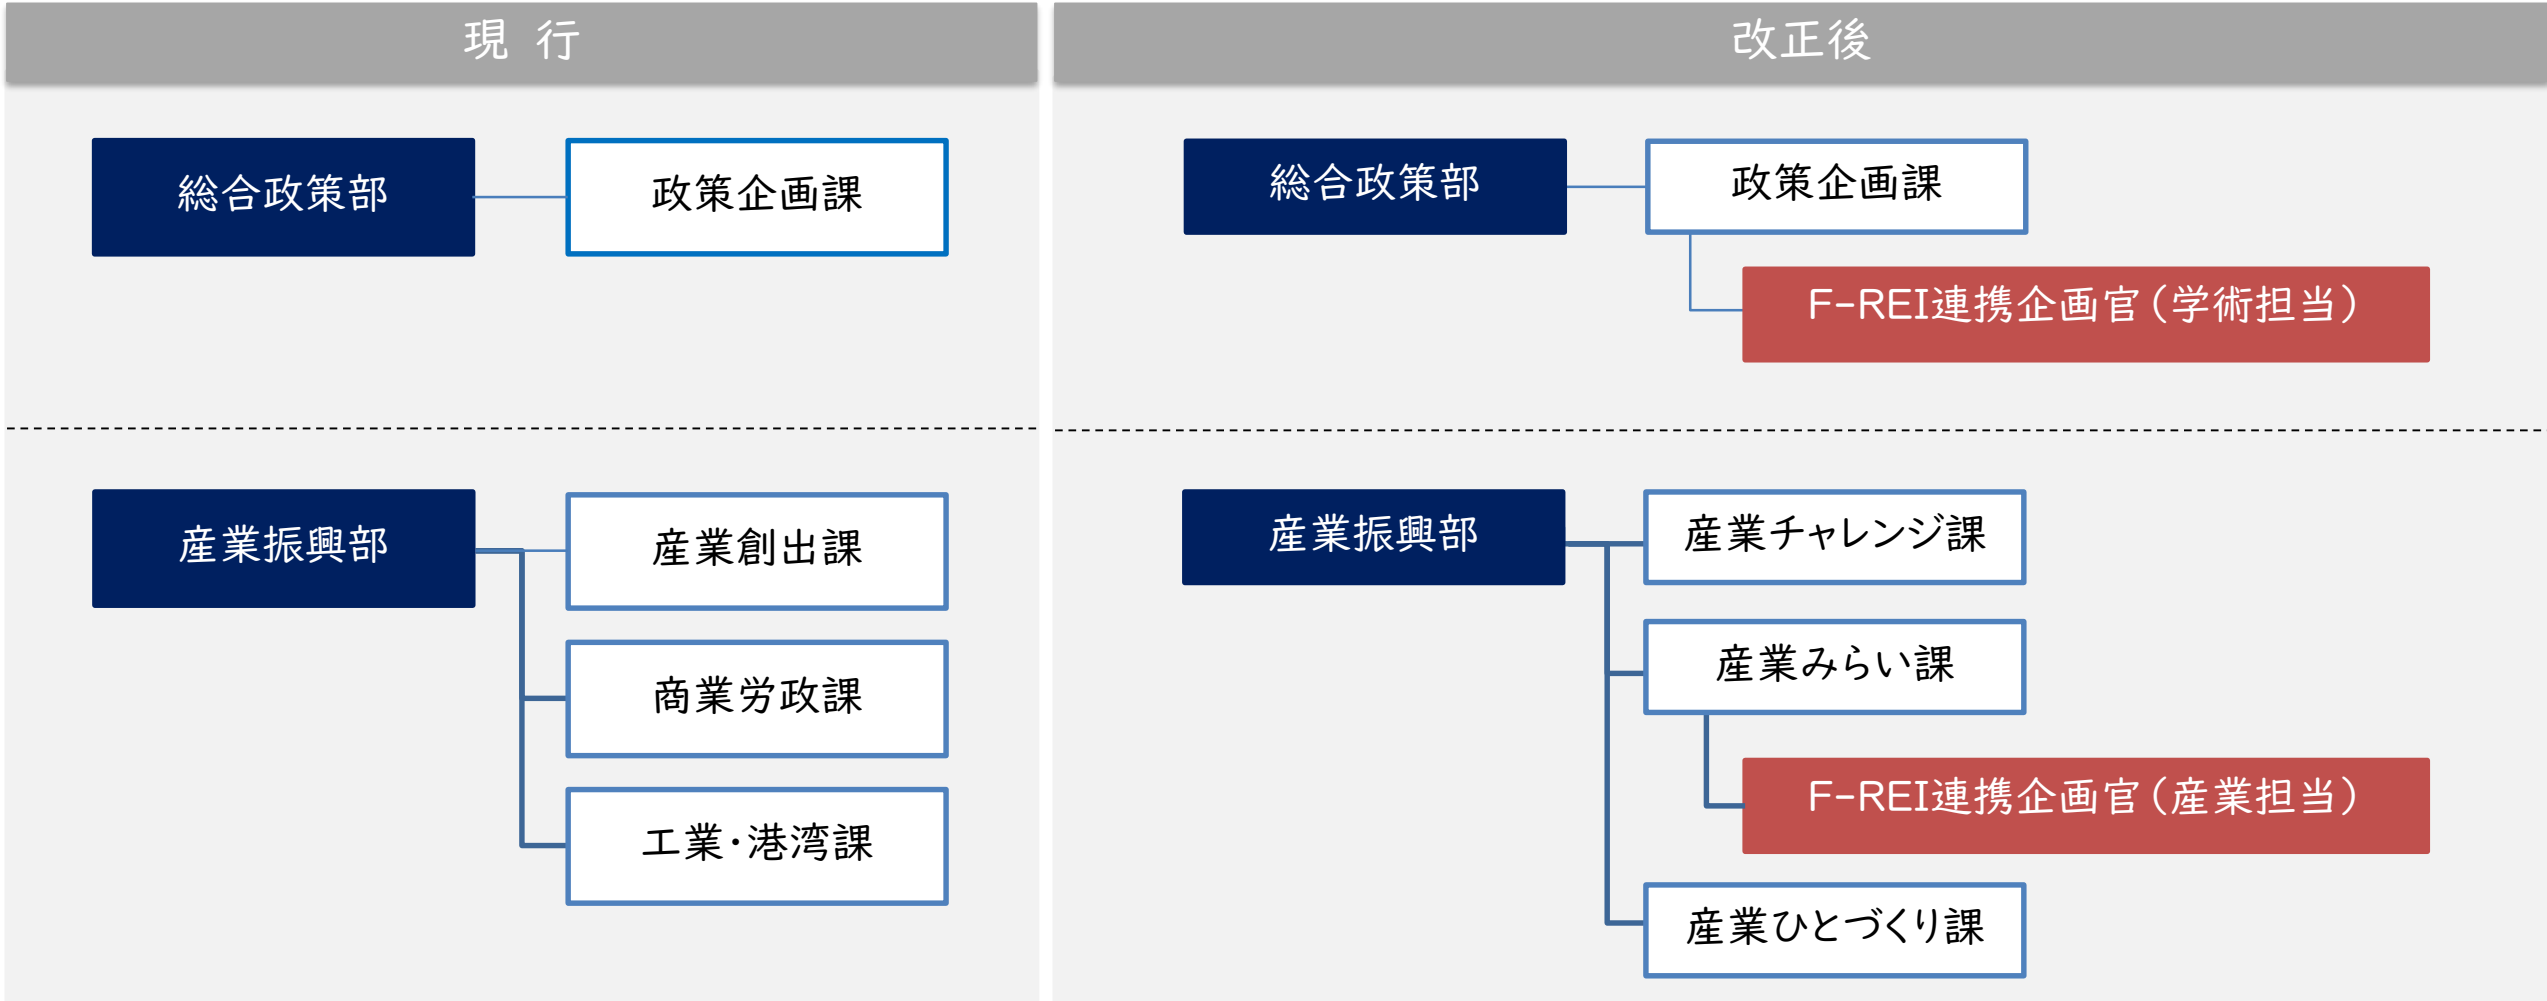 現 行
総合政策部
政策企画課
産業振興部
産業創出課
商業労政課
工業・港湾課
改正後
総合政策部
政策企画課
F-REI連携企画官（学術担当）
産業振興部
産業チャレンジ課
産業みらい課
F-REI連携企画官（産業担当）
産業ひとづくり課